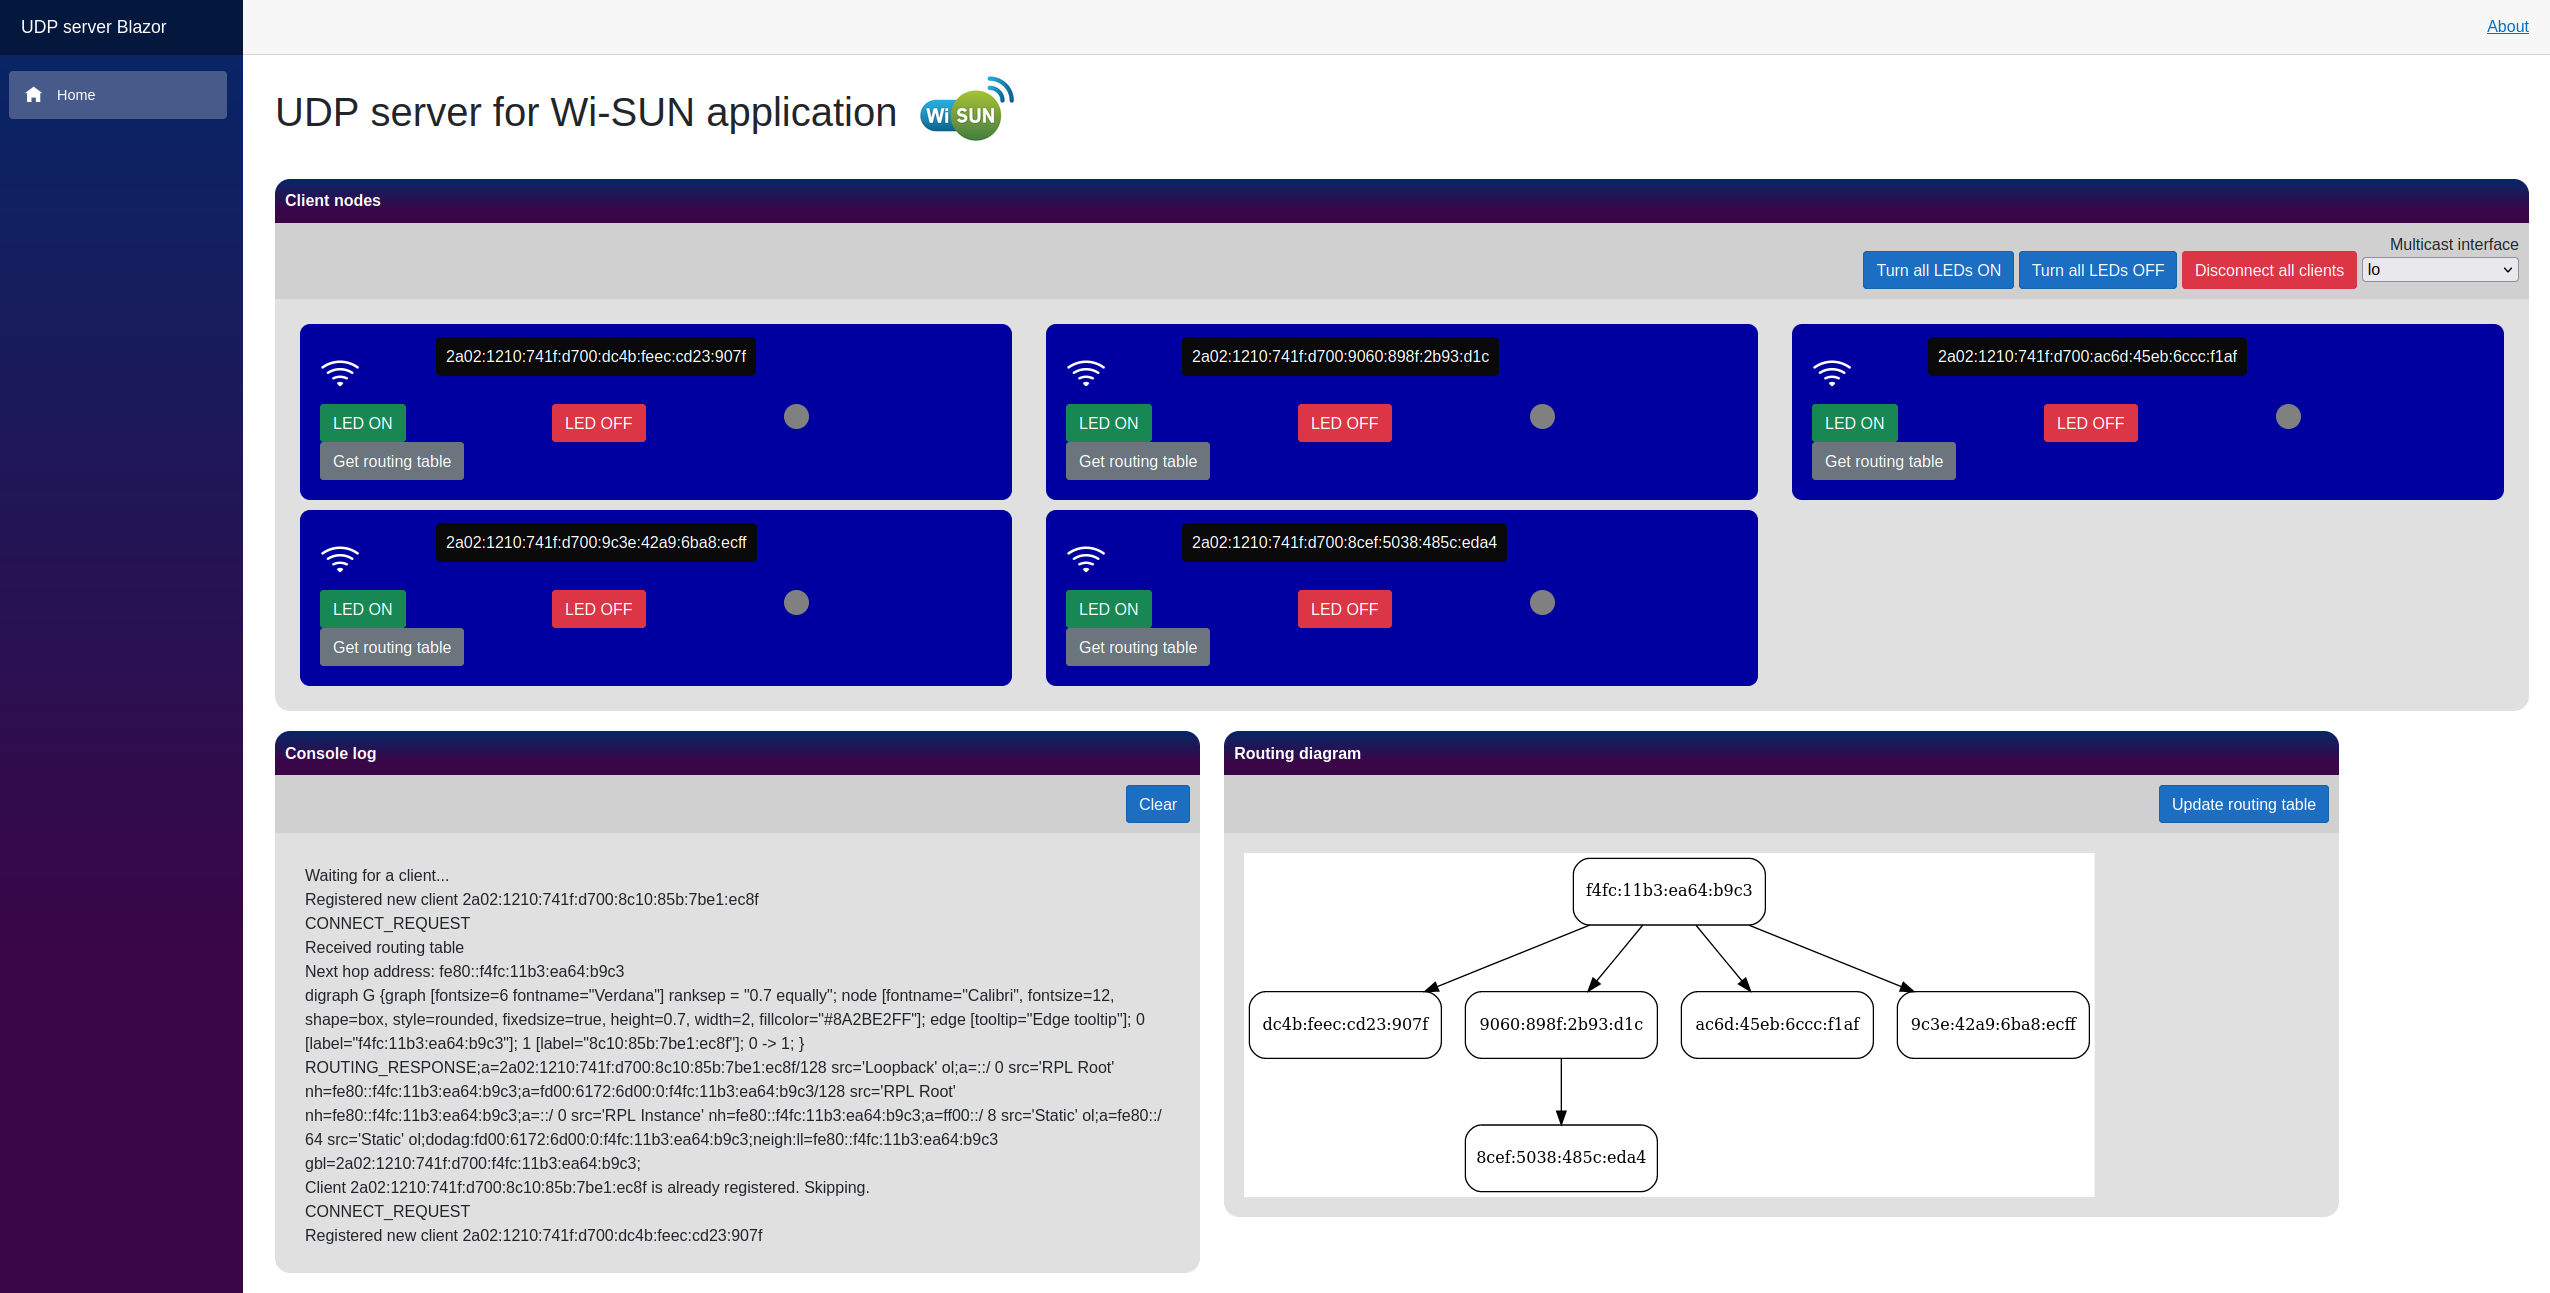 UDP server Blazor
About
Home
UDP server for Wi-SUN application
Wi SUN
Client nodes
Multicast interface
Turn all LEDs ON
Turn all LEDs OFF
Disconnect all clients
lo
2a02:1210:741f:d700:dc4b:feec:cd23:907f
LED ON
LED OFF
Get routing table
2a02:1210:741f:d700:9060:898f:2b93:d1c
LED ON
LED OFF
Get routing table
2a02:1210:741f:d700:ac6d:45eb:6ccc:f1af
LED ON
LED OFF
Get routing table
2a02:1210:741f:d700:9c3e:42a9:6ba8:ecff
LED ON
LED OFF
Get routing table
2a02:1210:741f:d700:8cef:5038:485c:eda4
LED ON
LED OFF
Get routing table
Console log
Clear
Waiting for a client...
Registered new client 2a02:1210:741f:d700:8c10:85b:7be1:ec8f
CONNECT_REQUEST
Received routing table
Next hop address: fe80::f4fc:11b3:ea64:b9c3
digraph G {graph [fontsize=6 fontname="Verdana"] ranksep = "0.7 equally"; node [fontname="Calibri", fontsize=12,
shape=box, style=rounded, fixedsize=true, height=0.7, width=2, fillcolor="#8A2BE2FF"]; edge [tooltip="Edge tooltip"]; 0
[label="f4fc:11b3:ea64:b9c3"]; 1 [label="8c10:85b:7be1:ec8f"]; 0 -> 1; }
ROUTING_RESPONSE;a=2a02:1210:741f:d700:8c10:85b:7be1:ec8f/128 src='Loopback' ol;a=::/ 0 src='RPL Root'
nh=fe80::f4fc:11b3:ea64:b9c3;a=fd00:6172:6d00:0:f4fc:11b3:ea64:b9c3/128 src='RPL Root'
nh=fe80::f4fc:11b3:ea64:b9c3;a=::/ 0 src='RPL Instance' nh=fe80::f4fc:11b3:ea64:b9c3;a=ff00::/ 8 src='Static' ol;a=fe80::/
64 src='Static' ol;dodag:fd00:6172:6d00:0:f4fc:11b3:ea64:b9c3;neigh:ll=fe80::f4fc:11b3:ea64:b9c3
gbl=2a02:1210:741f:d700:f4fc:11b3:ea64:b9c3;
Client 2a02:1210:741f:d700:8c10:85b:7be1:ec8f is already registered. Skipping.
CONNECT_REQUEST
Registered new client 2a02:1210:741f:d700:dc4b:feec:cd23:907f
Routing diagram
Update routing table
f4fc:11b3:ea64:b9c3
dc4b:feec:cd23:907f
9060:898f:2b93:d1c
ac6d:45eb:6ccc:f1af
9c3e:42a9:6ba8:ecff
8cef:5038:485c:eda4